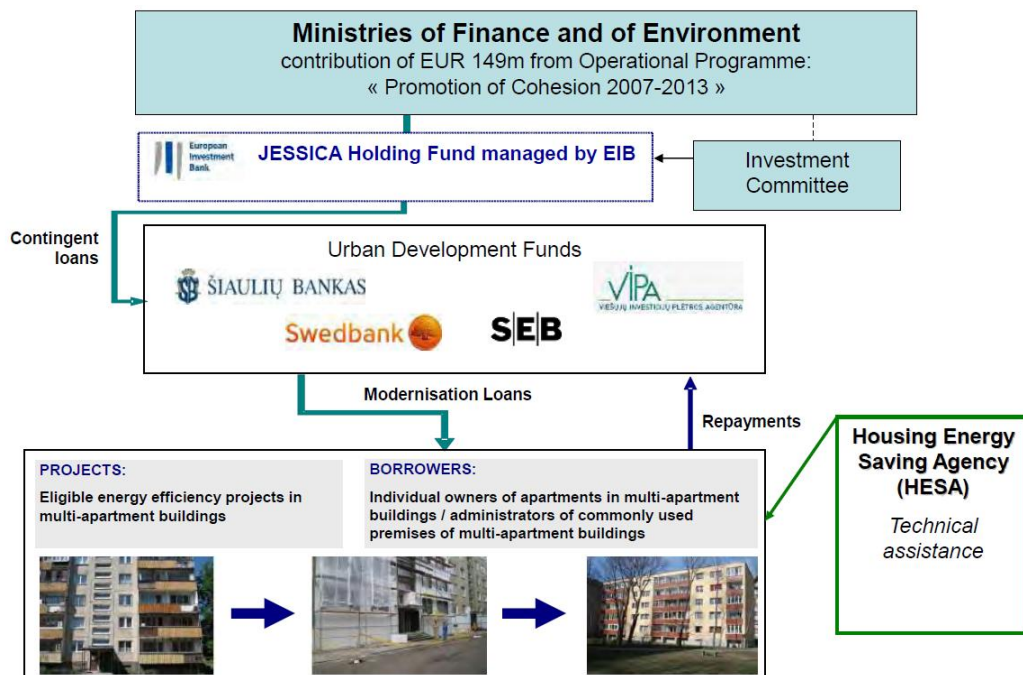 Ministries of Finance and of Environment
contribution of EUR 149m from Operational Programme:
« Promotion of Cohesion 2007-2013 »
European
Investment
Bank
JESSICA Holding Fund managed by EIB
Investment
Committee
Contingent
loans
Urban Development Funds
ŠIAULIŲ BANKAS
VIPA
VIEŠŲJŲ INVESTICIJŲ PLĖTROS AGENTŪRA
Swedbank
SEB
Modernisation Loans
Repayments
PROJECTS:
Eligible energy efficiency projects in
multi-apartment buildings
BORROWERS:
Individual owners of apartments in multi-apartment
buildings / administrators of commonly used
premises of multi-apartment buildings
Housing Energy
Saving Agency
(HESA)
Technical
assistance